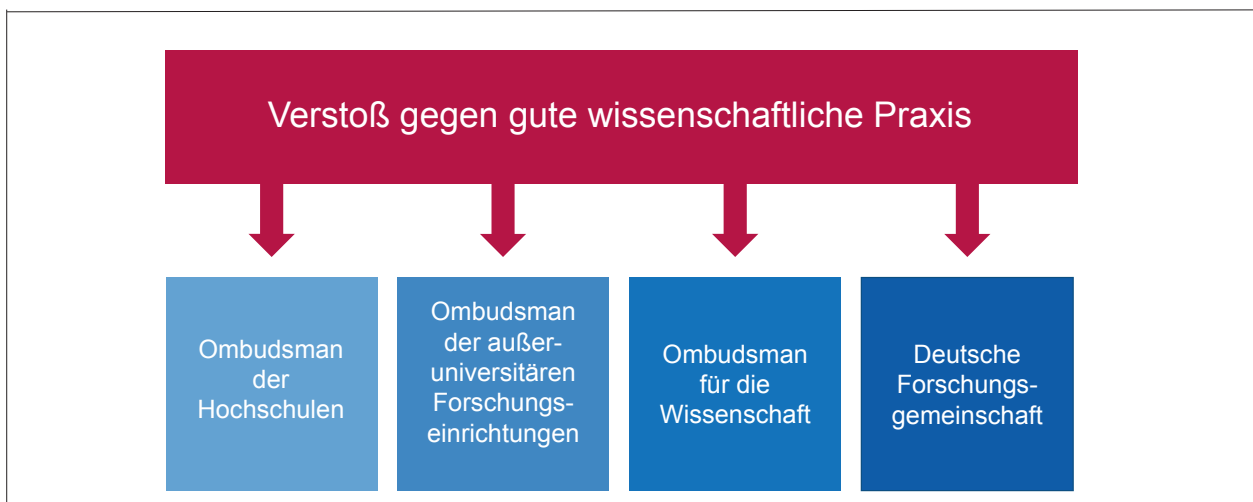 Verstoß gegen gute wissenschaftliche Praxis
Ombudsman
der
Hochschulen
Ombudsman
der außer-
universitären
Forschungs-
einrichtungen
Ombudsman
für die
Wissenschaft
Deutsche
Forschungs-
gemeinschaft